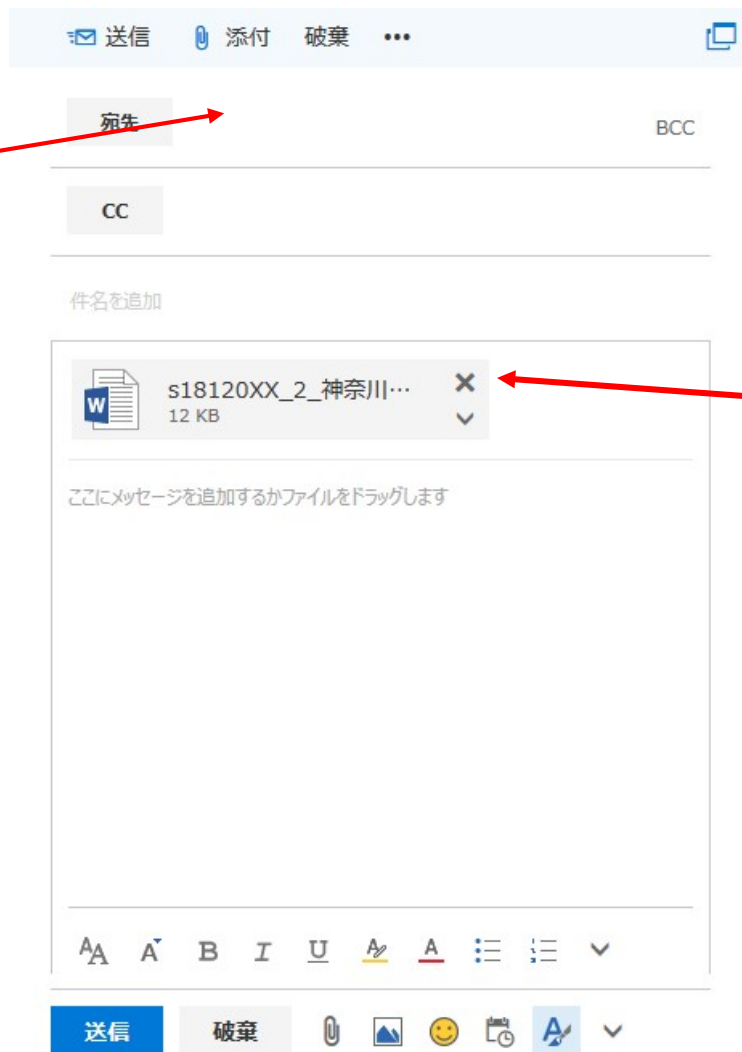 送信 添付 破棄 •••
宛先 BCC
CC
件名を追加
s18120XX_2_神奈川…
12 KB
ここにメッセージを追加するかファイルをドラッグします
AA A B I U A A
送信 破棄